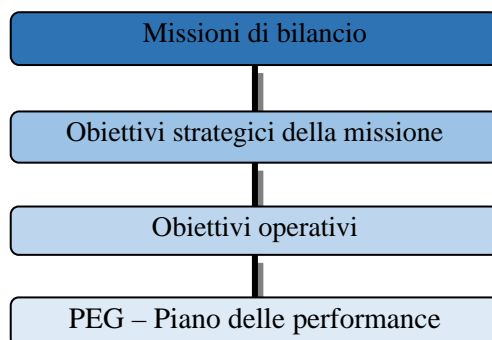 Missioni di bilancio
Obiettivi strategici della missione
Obiettivi operativi
PEG – Piano delle performance